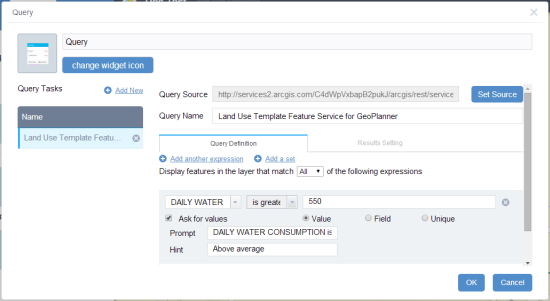 Query
Query
change widget icon
Query Tasks
Add New
Name
Land Use Template Featu...
Query Source
http://services2.arcgis.com/C4dWpVxbapB2pukJ/arcgis/rest/service
Set Source
Query Name
Land Use Template Feature Service for GeoPlanner
Query Definition
Results Setting
Add another expression
Add a set
Display features in the layer that match All of the following expressions
DAILY WATER
is greate
550
Ask for values
Value
Field
Unique
Prompt
DAILY WATER CONSUMPTION is
Hint
Above average
OK
Cancel